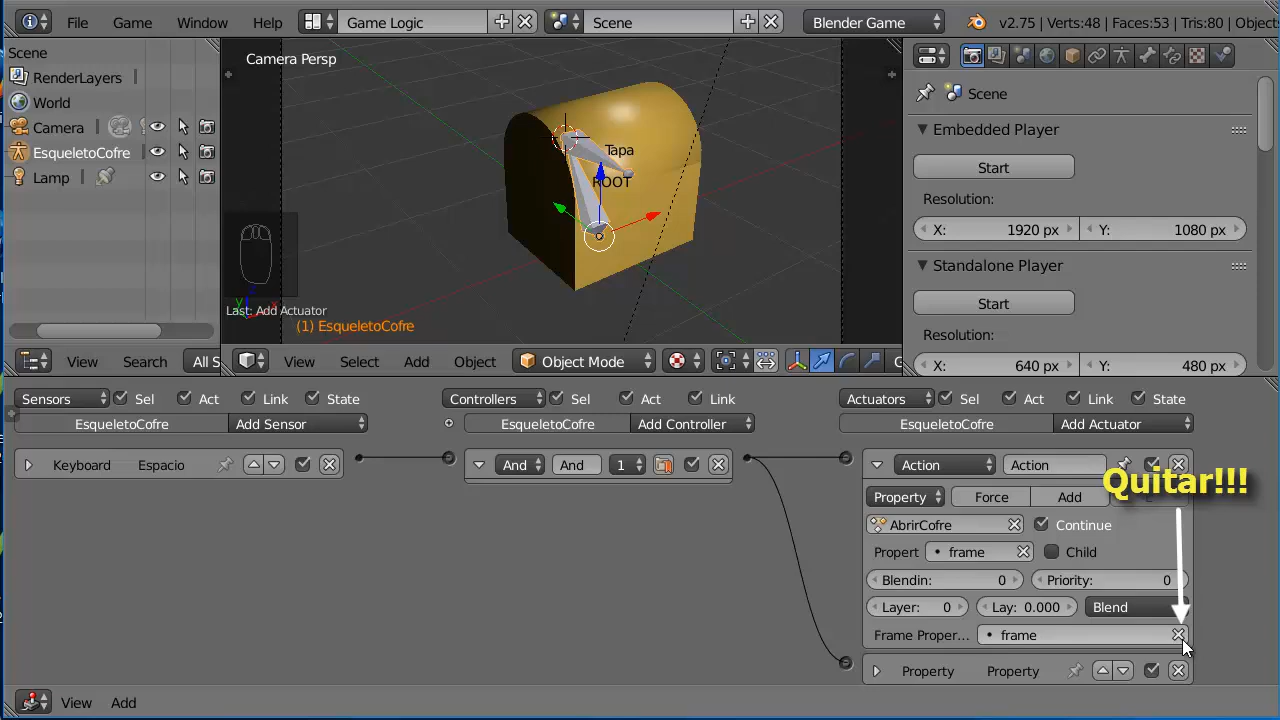 File Game Window Help Game Logic Scene Blender Game v2.75 | Verts:48 | Faces:53 | Tris:80 | Object
Scene
RenderLayers
World
Camera
EsqueletoCofre
Lamp
View Search All S
Camera Persp
Tapa
ROOT
y x
Last: Add Actuator
(1) EsqueletoCofre
View Select Add Object Object Mode G
Scene
Embedded Player
Start
Resolution:
X: 1920 px Y: 1080 px
Standalone Player
Start
Resolution:
X: 640 px Y: 480 px
Sensors Sel Act Link State Controllers Sel Act Link Actuators Sel Act Link State
EsqueletoCofre Add Sensor EsqueletoCofre Add Controller EsqueletoCofre Add Actuator
Keyboard Espacio And And 1 Action Action
Quitar!!!
Property Force Add
AbrirCofre Continue
Propert frame Child
Blendin: 0 Priority: 0
Layer: 0 Lay: 0.000 Blend
Frame Proper... frame
Property Property
View Add